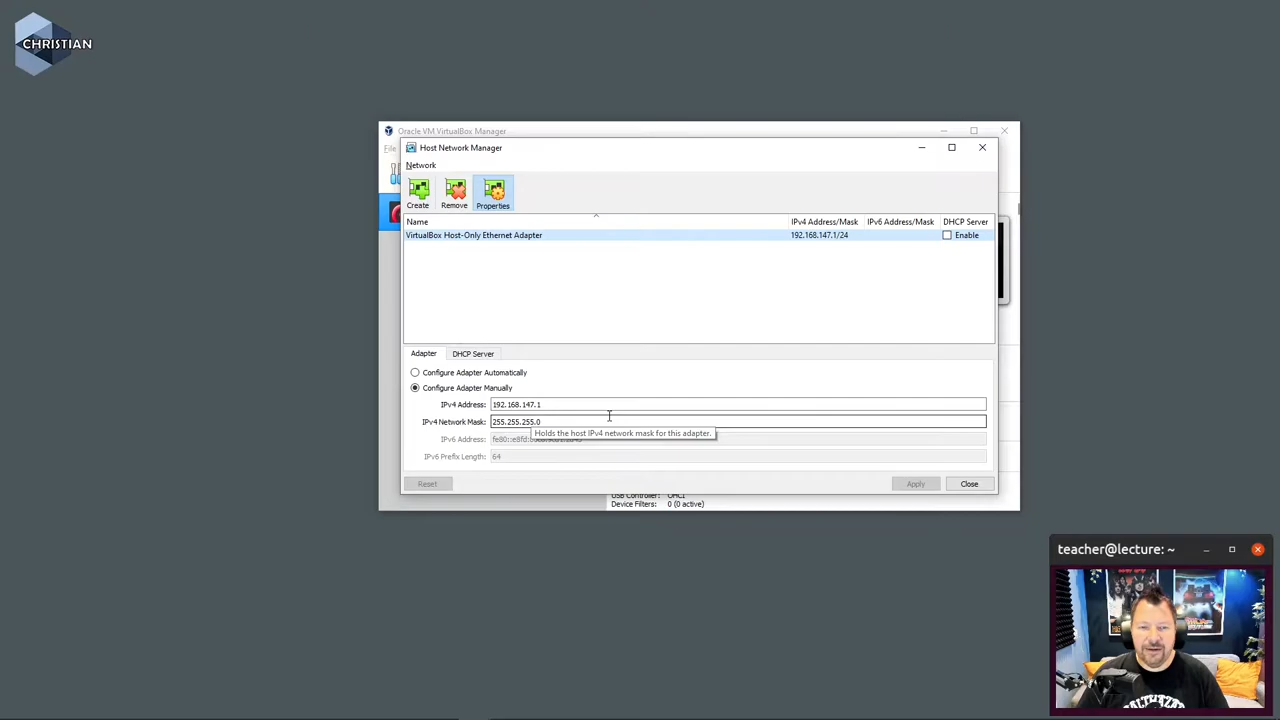 CHRISTIAN
Oracle VM VirtualBox Manager
File
Host Network Manager
Network
Create
Remove
Properties
Name IPv4 Address/Mask IPv6 Address/Mask DHCP Server
VirtualBox Host-Only Ethernet Adapter 192.168.147.1/24 Enable
Adapter DHCP Server
Configure Adapter Automatically
Configure Adapter Manually
IPv4 Address: 192.168.147.1
IPv4 Network Mask: 255.255.255.0
Holds the host IPv4 network mask for this adapter.
IPv6 Address:
IPv6 Prefix Length: 64
Reset Apply Close
USB Controller: OHCI
Device Filters: 0 (0 active)
teacher@lecture: ~